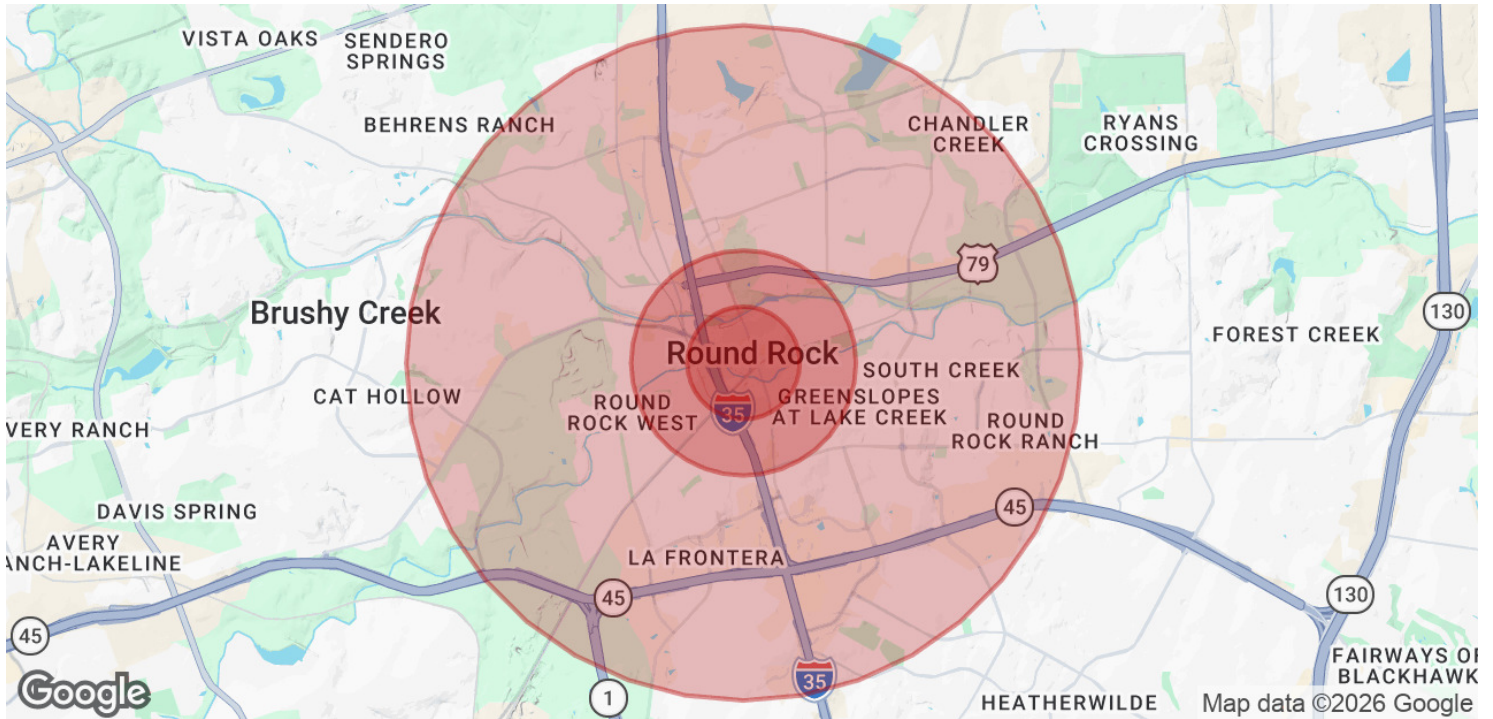 VISTA OAKS
SENDERO
SPRINGS
BEHRENS RANCH
CHANDLER
CREEK
RYANS
CROSSING
79
Brushy Creek
130
FOREST CREEK
Round Rock
SOUTH CREEK
CAT HOLLOW
ROUND
ROCK WEST
35
GREENSLOPES
AT LAKE CREEK
ROUND
ROCK RANCH
VERY RANCH
DAVIS SPRING
45
AVERY
ANCH-LAKELINE
LA FRONTERA
45
130
45
FAIRWAYS OF
BLACKHAWK
35
1
HEATHERWILDE
Google
Map data ©2026 Google